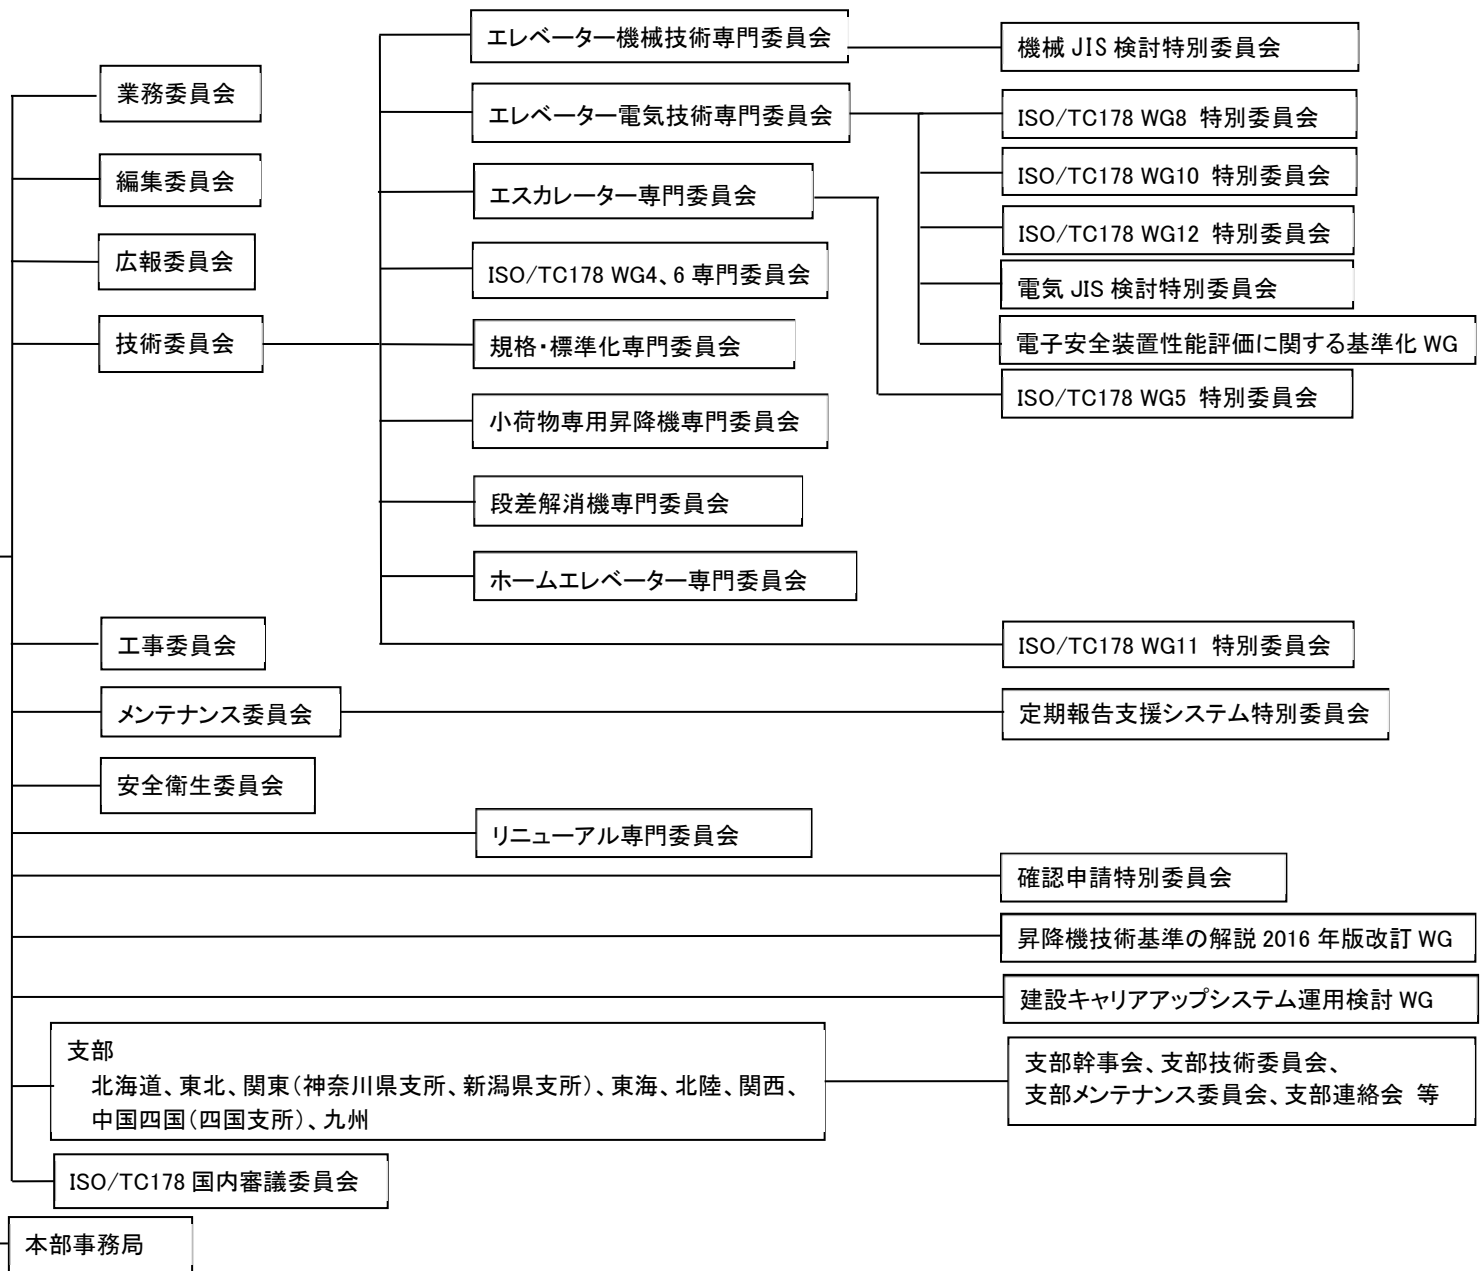 業務委員会
編集委員会
広報委員会
技術委員会
エレベーター機械技術専門委員会
機械 JIS 検討特別委員会
エレベーター電気技術専門委員会
ISO/TC178 WG8 特別委員会
ISO/TC178 WG10 特別委員会
ISO/TC178 WG12 特別委員会
電気 JIS 検討特別委員会
電子安全装置性能評価に関する基準化 WG
エスカレーター専門委員会
ISO/TC178 WG5 特別委員会
ISO/TC178 WG4、6 専門委員会
規格・標準化専門委員会
小荷物専用昇降機専門委員会
段差解消機専門委員会
ホームエレベーター専門委員会
ISO/TC178 WG11 特別委員会
工事委員会
メンテナンス委員会
定期報告支援システム特別委員会
安全衛生委員会
リニューアル専門委員会
確認申請特別委員会
昇降機技術基準の解説 2016 年版改訂 WG
建設キャリアアップシステム運用検討 WG
支部
北海道、東北、関東（神奈川県支所、新潟県支所）、東海、北陸、関西、
中国四国（四国支所）、九州
支部幹事会、支部技術委員会、
支部メンテナンス委員会、支部連絡会 等
ISO/TC178 国内審議委員会
本部事務局